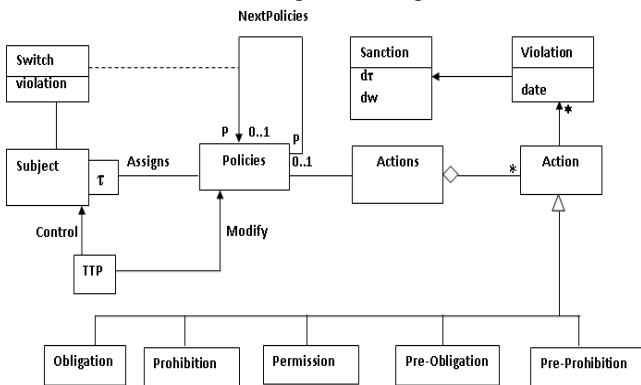 NextPolicies
Switch
violation
Sanction
dτ
dw
Violation
date
*
P
0..1
P
0..1
Subject
τ
Assigns
Policies
Actions
*
Action
Control
Modify
TTP
Obligation
Prohibition
Permission
Pre-Obligation
Pre-Prohibition